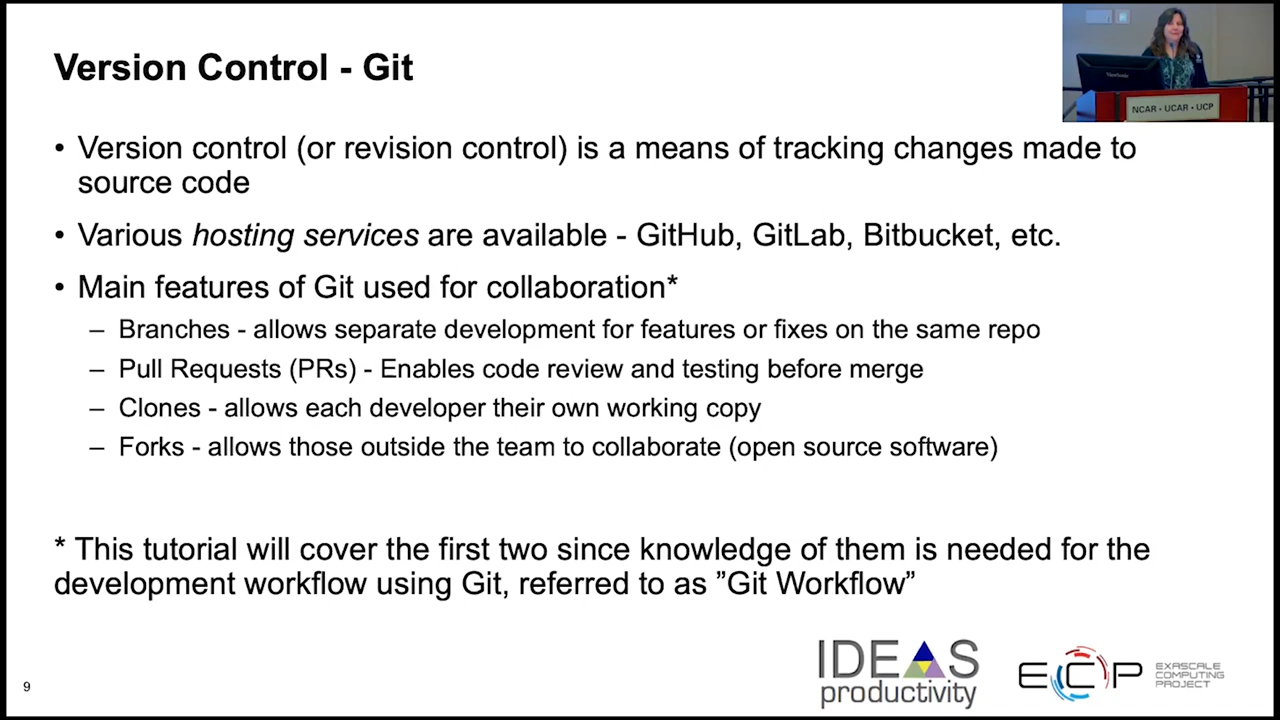 Version Control - Git
NCAR • UCAR • UCP
• Version control (or revision control) is a means of tracking changes made to
source code
• Various hosting services are available - GitHub, GitLab, Bitbucket, etc.
• Main features of Git used for collaboration*
– Branches - allows separate development for features or fixes on the same repo
– Pull Requests (PRs) - Enables code review and testing before merge
– Clones - allows each developer their own working copy
– Forks - allows those outside the team to collaborate (open source software)
* This tutorial will cover the first two since knowledge of them is needed for the
development workflow using Git, referred to as ”Git Workflow”
9
IDEAS
productivity
ECP
EXASCALE
COMPUTING
PROJECT